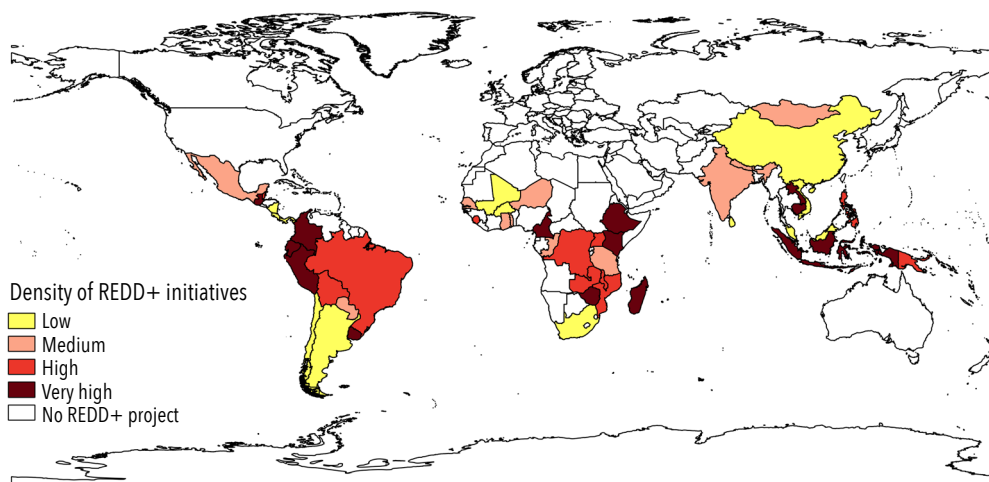 Density of REDD+ initiatives
Low
Medium
High
Very high
No REDD+ project